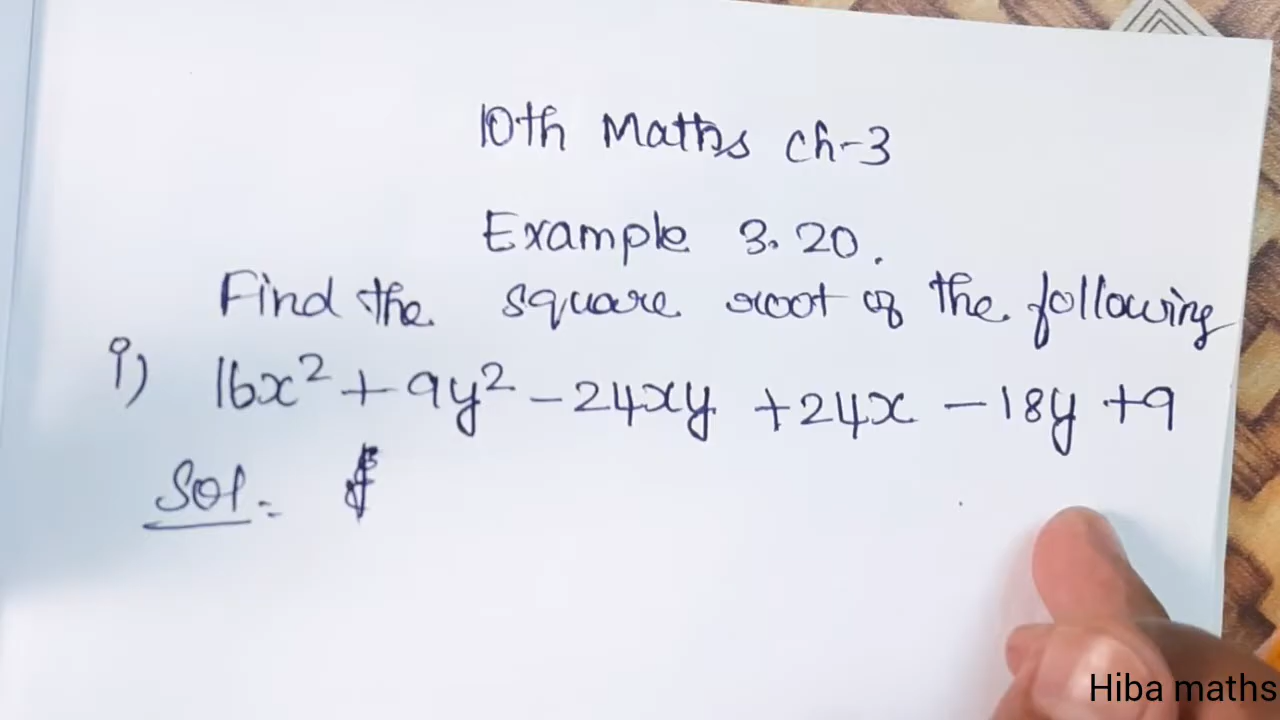 10th Maths ch-3
Example 3.20.
Find the square root of the following
i) 16x² + 9y² - 24xy + 24x - 18y + 9
Sol:
Hiba maths